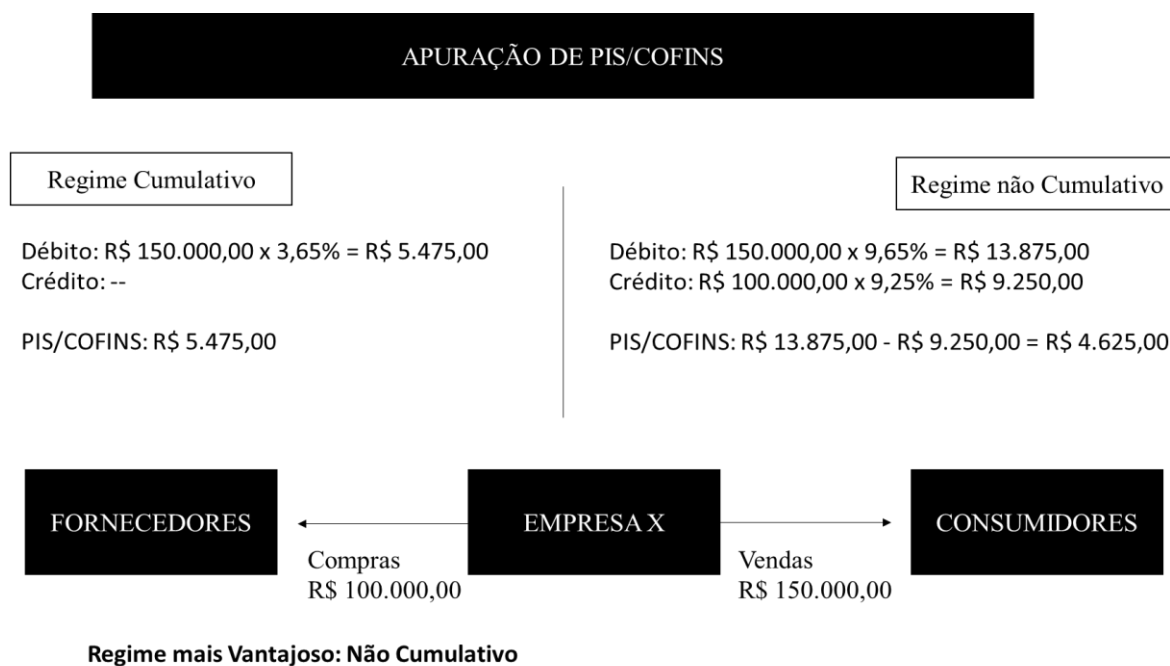 APURAÇÃO DE PIS/COFINS
Regime Cumulativo
Débito: R$ 150.000,00 x 3,65% = R$ 5.475,00
Crédito: --
PIS/COFINS: R$ 5.475,00
Regime não Cumulativo
Débito: R$ 150.000,00 x 9,65% = R$ 13.875,00
Crédito: R$ 100.000,00 x 9,25% = R$ 9.250,00
PIS/COFINS: R$ 13.875,00 - R$ 9.250,00 = R$ 4.625,00
FORNECEDORES
Compras
R$ 100.000,00
EMPRESA X
Vendas
R$ 150.000,00
CONSUMIDORES
Regime mais Vantajoso: Não Cumulativo